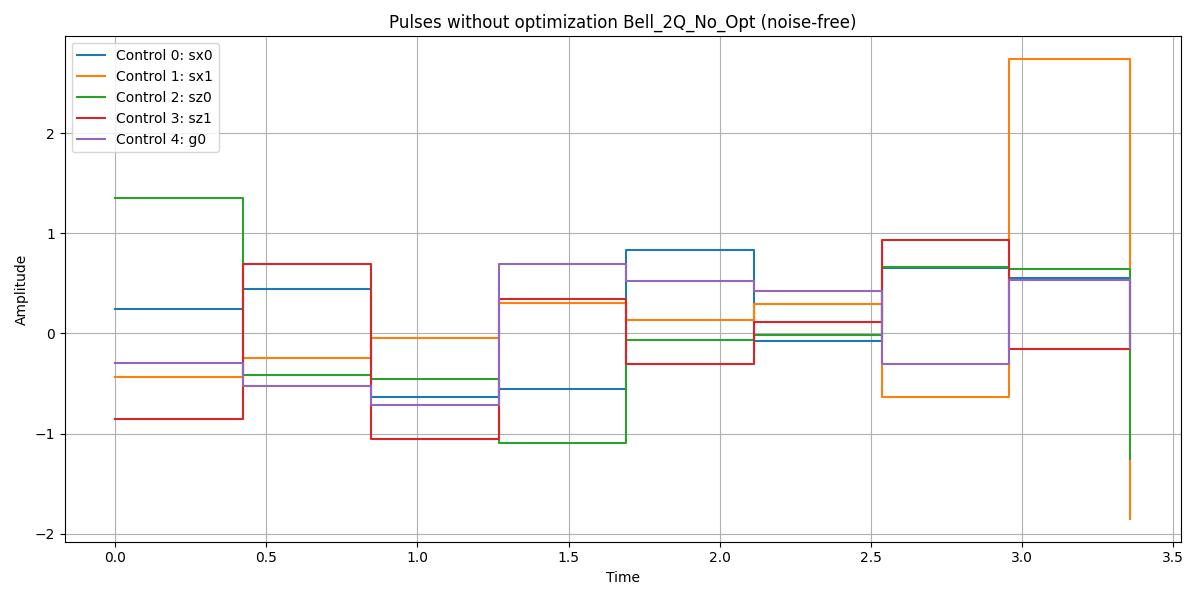 Pulses without optimization Bell_2Q_No_Opt (noise-free)
Control 0: sx0
Control 1: sx1
Control 2: sz0
Control 3: sz1
Control 4: g0
Amplitude
2
1
0
−1
−2
0.0 0.5 1.0 1.5 2.0 2.5 3.0 3.5
Time